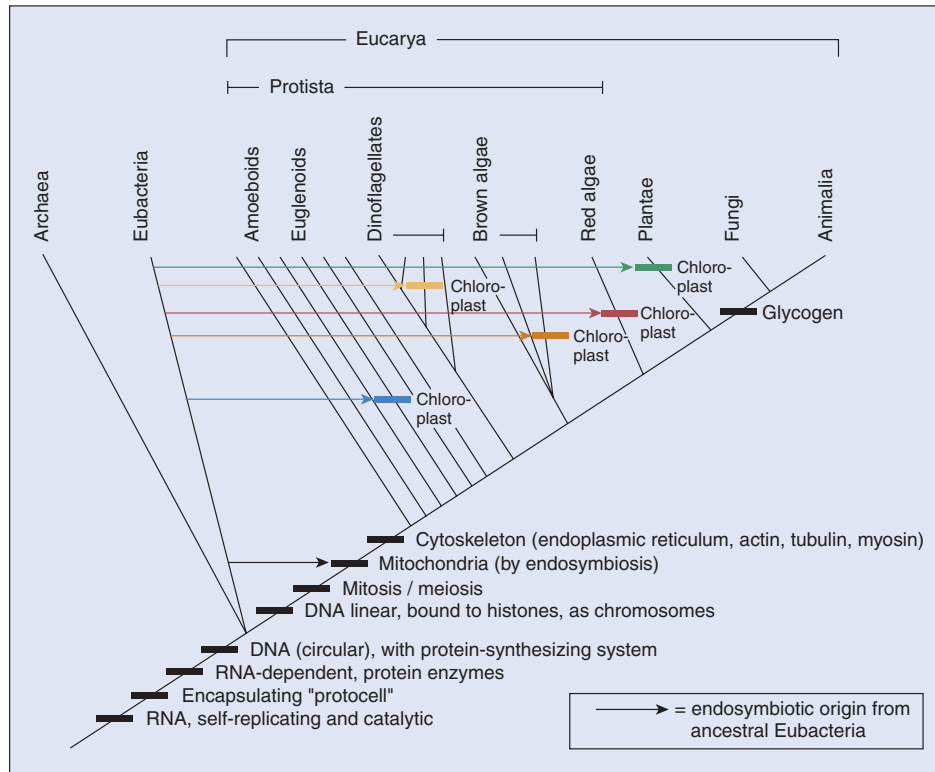 Eucarya
Protista
Archaea
Eubacteria
Amoeboids
Euglenoids
Dinoflagellates
Brown algae
Red algae
Plantae
Fungi
Animalia
Chloro-
plast
Chloro-
plast
Chloro-
plast
Glycogen
Chloro-
plast
Chloro-
plast
Cytoskeleton (endoplasmic reticulum, actin, tubulin, myosin)
Mitochondria (by endosymbiosis)
Mitosis / meiosis
DNA linear, bound to histones, as chromosomes
DNA (circular), with protein-synthesizing system
RNA-dependent, protein enzymes
Encapsulating "protocell"
RNA, self-replicating and catalytic
= endosymbiotic origin from
ancestral Eubacteria